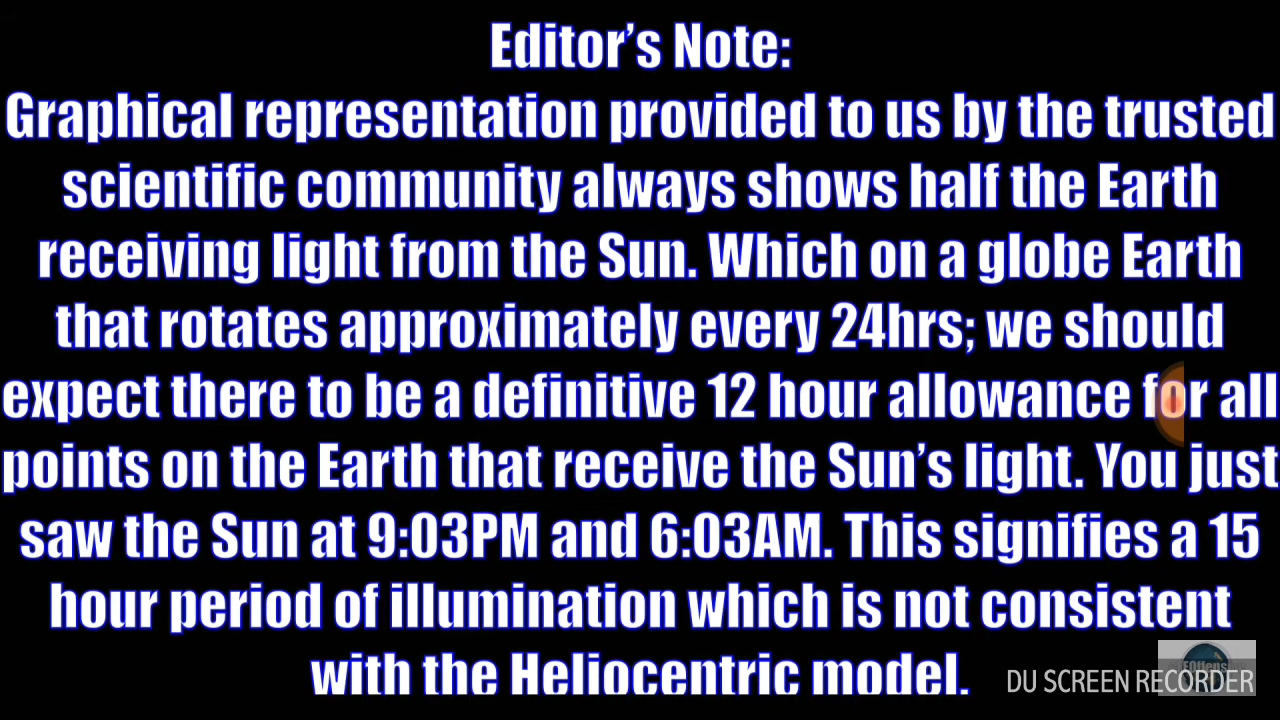 Editor’s Note:
Graphical representation provided to us by the trusted
scientific community always shows half the Earth
receiving light from the Sun. Which on a globe Earth
that rotates approximately every 24hrs; we should
expect there to be a definitive 12 hour allowance for all
points on the Earth that receive the Sun’s light. You just
saw the Sun at 9:03PM and 6:03AM. This signifies a 15
hour period of illumination which is not consistent
with the Heliocentric model.
DU SCREEN RECORDER